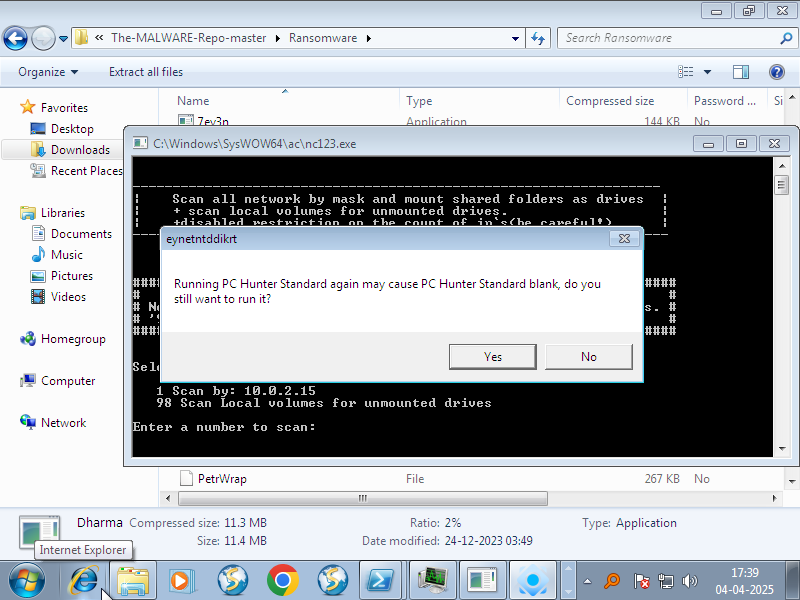 « The-MALWARE-Repo-master ▸ Ransomware ▸
Search Ransomware
Organize Extract all files
Name Type Compressed size Password ... Si
7ev3n Application 144 KB No
Favorites
Desktop
Downloads
Recent Places
Libraries
Documents
Music
Pictures
Videos
Homegroup
Computer
Network
C:\Windows\SysWOW64\ac\nc123.exe
Scan all network by mask and mount shared folders as drives
+ scan local volumes for unmounted drives.
+disabled restriction on the count of ip's(be careful!)
eynetntddikrt
Running PC Hunter Standard again may cause PC Hunter Standard blank, do you
still want to run it?
Yes No
1 Scan by: 10.0.2.15
98 Scan Local volumes for unmounted drives
Enter a number to scan:
PetrWrap File 267 KB No
Dharma Compressed size: 11.3 MB Ratio: 2% Type: Application
Size: 11.4 MB Date modified: 24-12-2023 03:49
Internet Explorer
17:39
04-04-2025